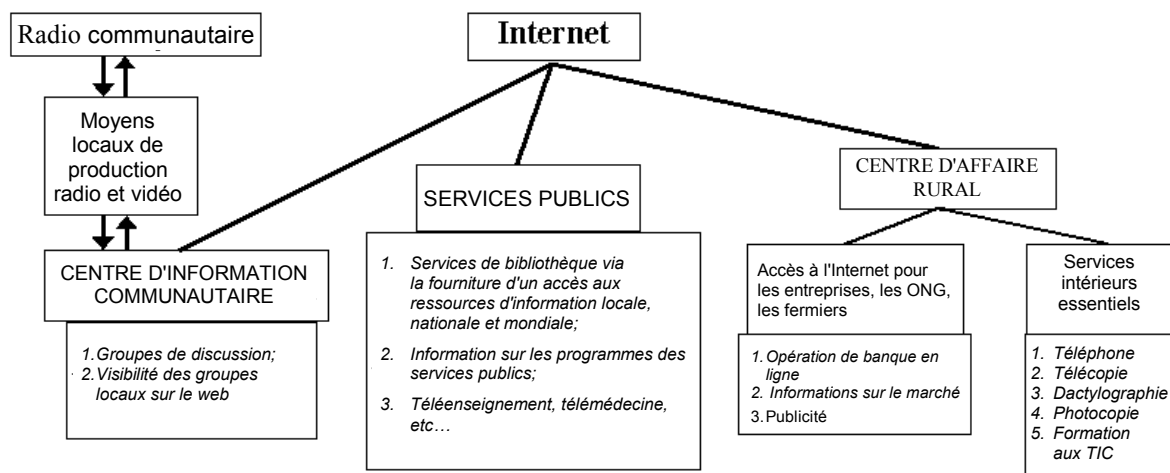 Radio communautaire
Internet
Moyens
locaux de
production
radio et vidéo
CENTRE D'INFORMATION
COMMUNAUTAIRE
1.Groupes de discussion;
2.Visibilité des groupes
locaux sur le web
SERVICES PUBLICS
1. Services de bibliothèque via
la fourniture d'un accès aux
ressources d'information locale,
nationale et mondiale;
2. Information sur les programmes des
services publics;
3. Téléenseignement, télémédecine,
etc…
CENTRE D'AFFAIRE
RURAL
Accès à l'Internet pour
les entreprises, les ONG,
les fermiers
1. Opération de banque en
ligne
2. Informations sur le marché
3. Publicité
Services
intérieurs
essentiels
1. Téléphone
2. Télécopie
3. Dactylographie
4. Photocopie
5. Formation
aux TIC